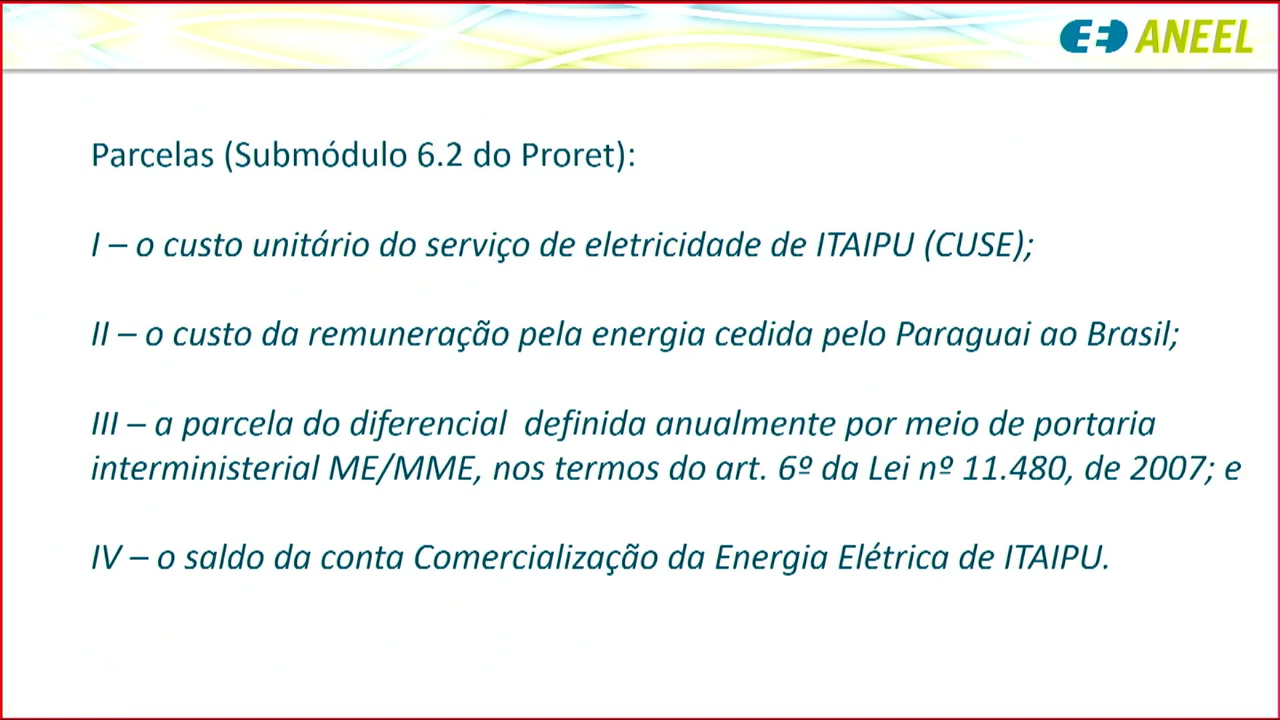 ANEEL
Parcelas (Submódulo 6.2 do Proret):
I – o custo unitário do serviço de eletricidade de ITAIPU (CUSE);
II – o custo da remuneração pela energia cedida pelo Paraguai ao Brasil;
III – a parcela do diferencial  definida anualmente por meio de portaria
interministerial ME/MME, nos termos do art. 6º da Lei nº 11.480, de 2007; e
IV – o saldo da conta Comercialização da Energia Elétrica de ITAIPU.